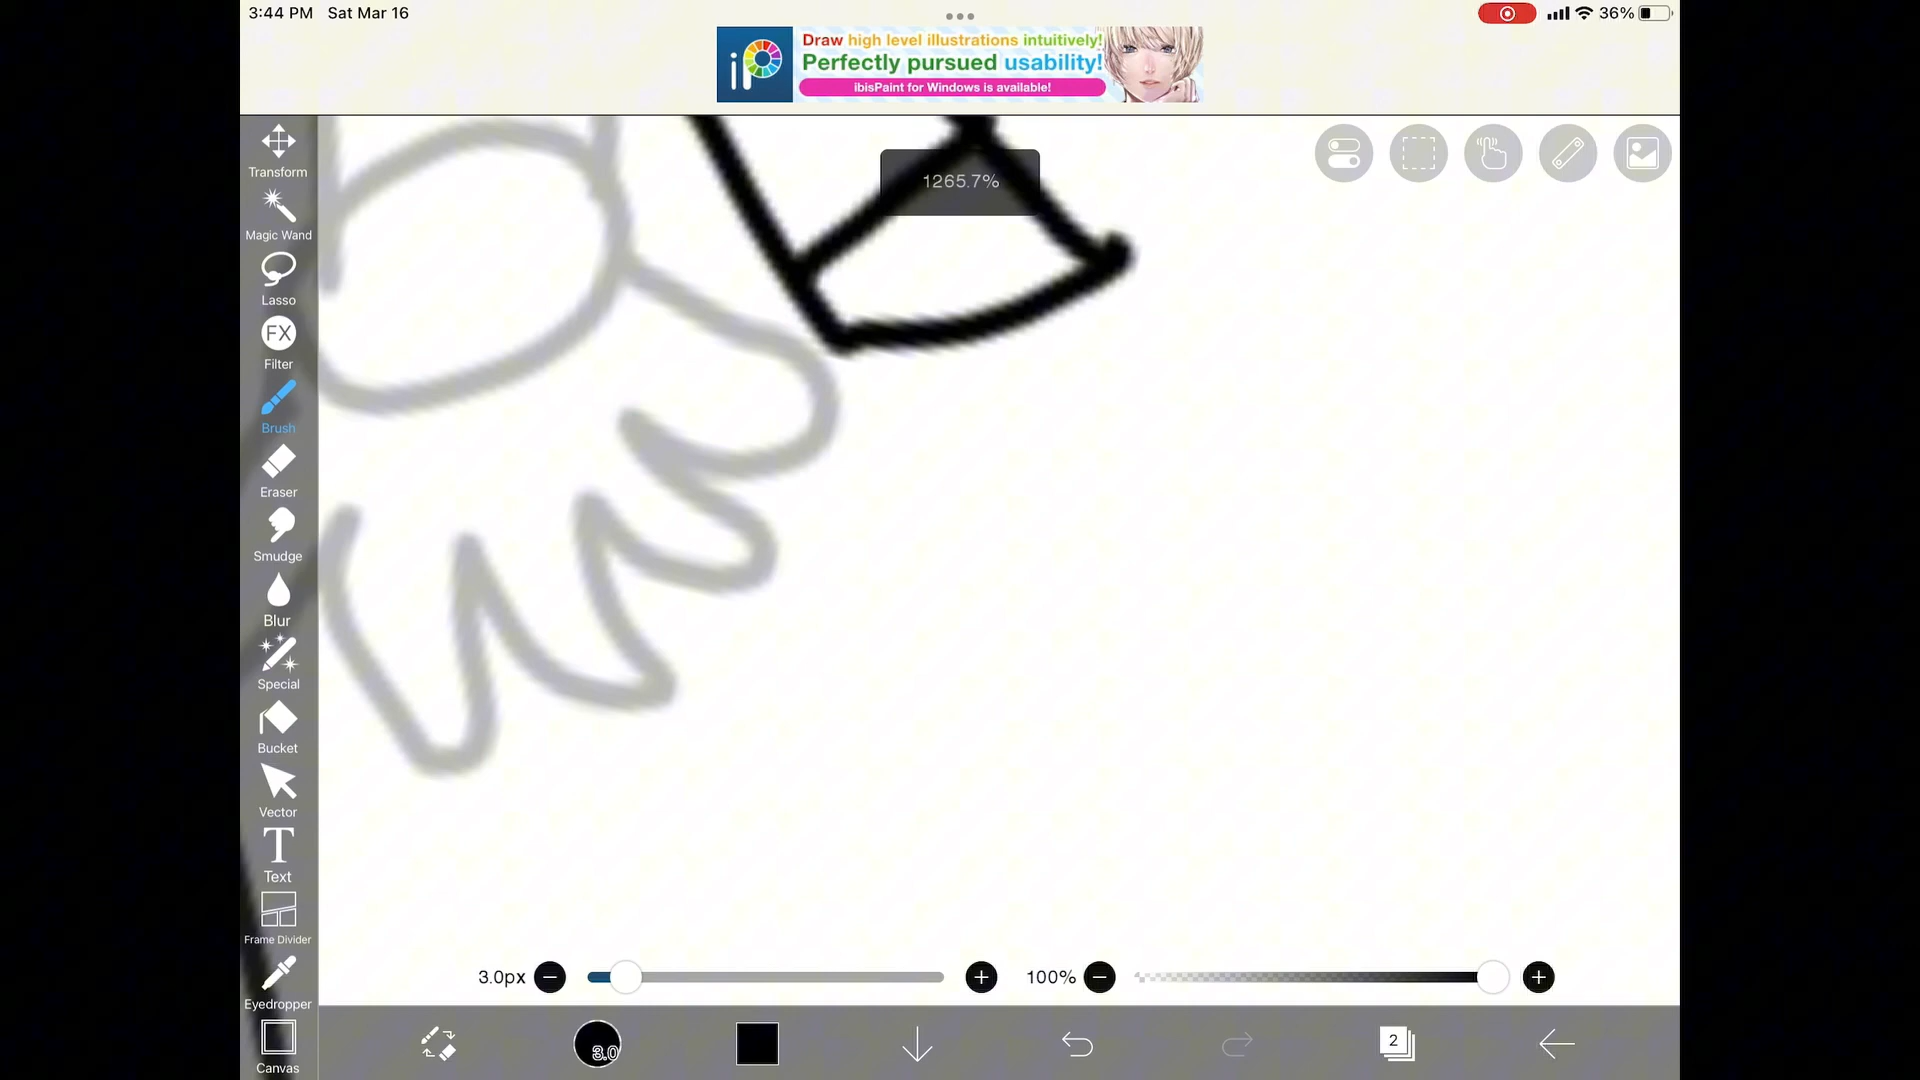 3:44 PM Sat Mar 16
36%
iP
Draw high level illustrations intuitively!
Perfectly pursued usability!
ibisPaint for Windows is available!
1265.7%
Transform
Magic Wand
Lasso
FX
Filter
Brush
Eraser
Smudge
Blur
Special
Bucket
Vector
T
Text
Frame Divider
Eyedropper
Canvas
3.0px
100%
3.0
2